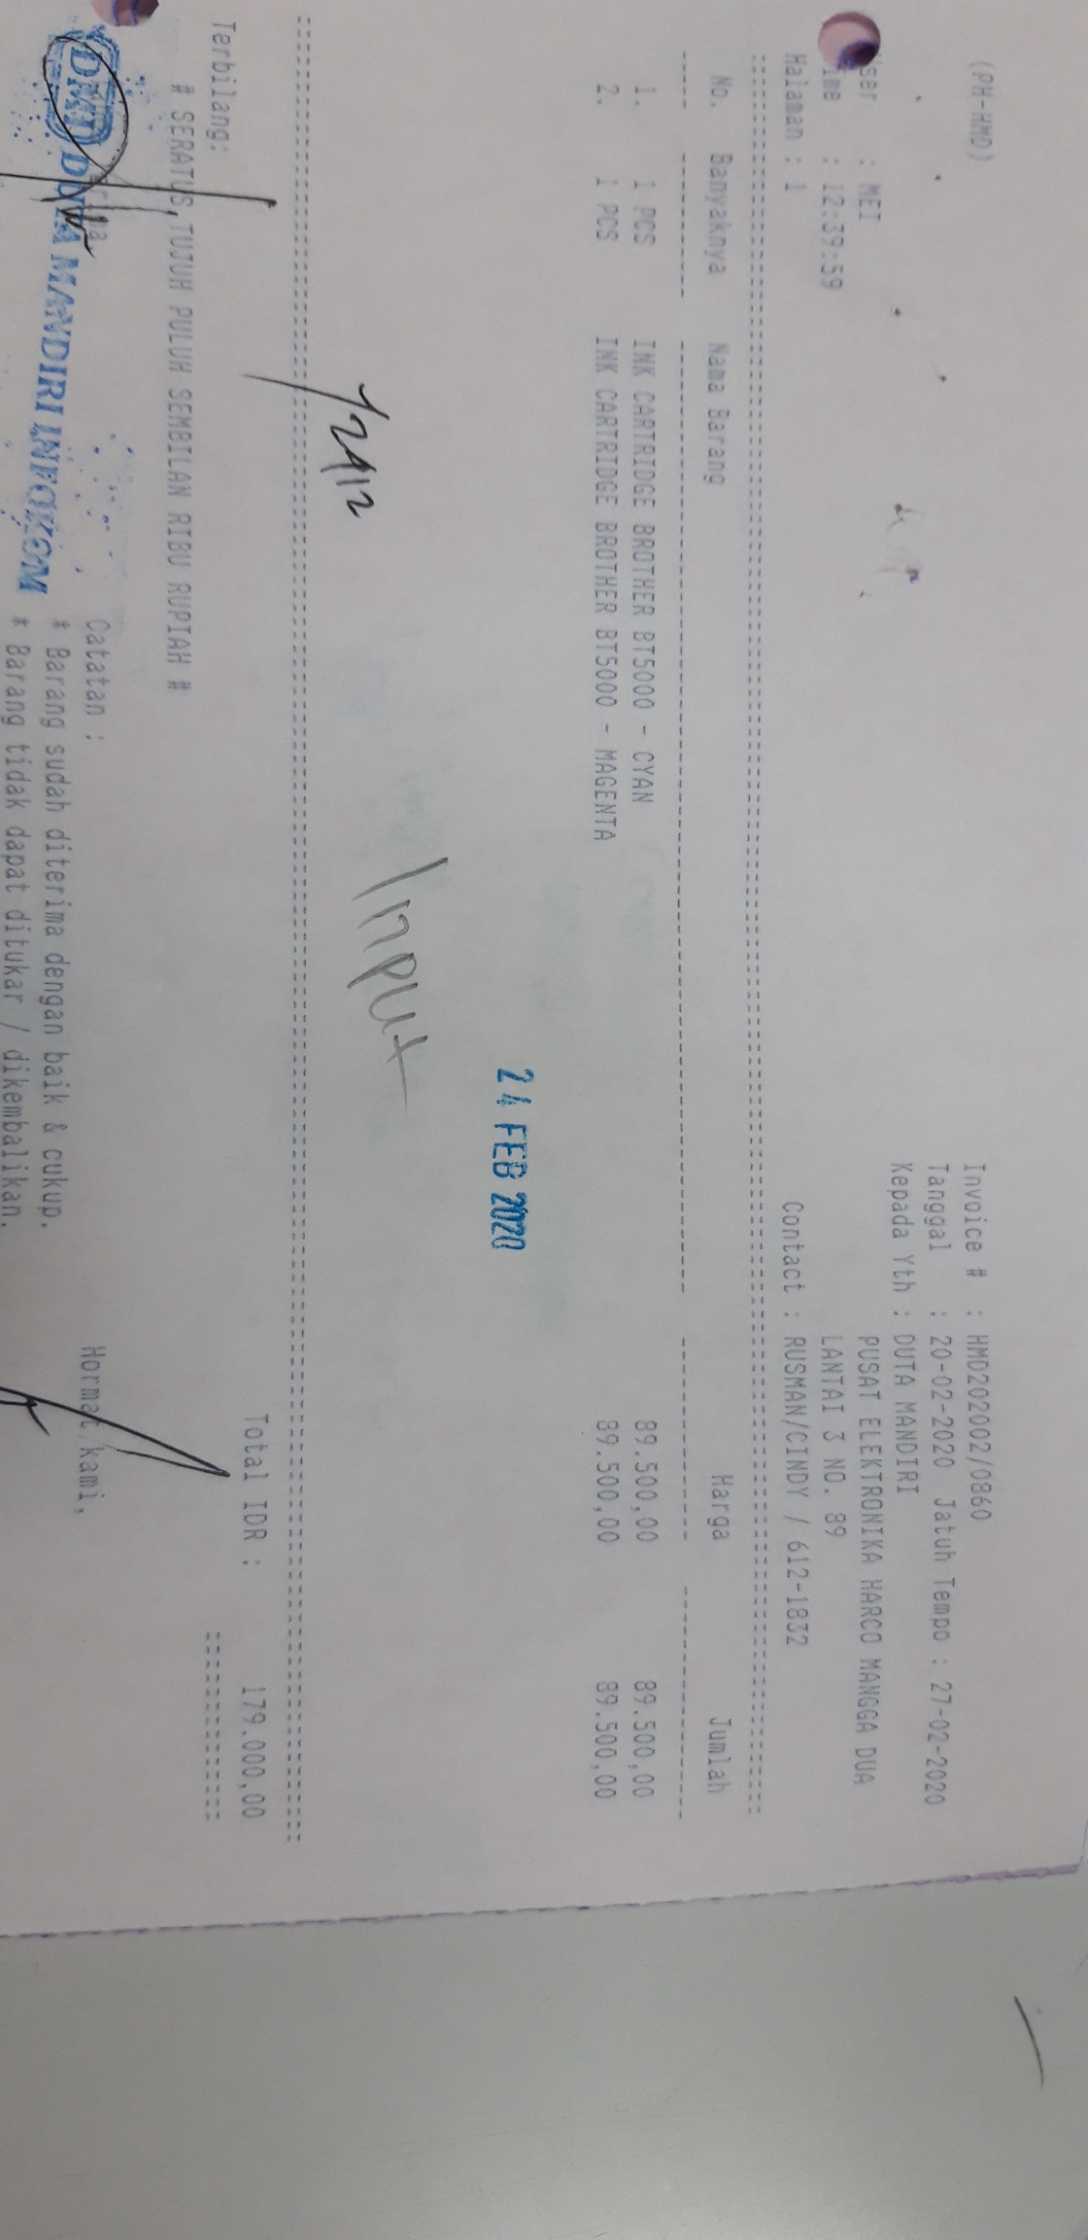 (PH-HMD)
Invoice # : HMD202002/0860
Tanggal : 20-02-2020 Jatuh Tempo : 27-02-2020
User : MEI Kepada Yth : DUTA MANDIRI
PUSAT ELEKTRONIKA HARCO MANGGA DUA
Time : 12:39:59 LANTAI 3 NO. 89
Halaman : 1 Contact : RUSMAN/CINDY / 612-1832
No. Banyaknya Nama Barang Harga Jumlah
1. 1 PCS INK CARTRIDGE BROTHER BT5000 - CYAN 89.500,00 89.500,00
2. 1 PCS INK CARTRIDGE BROTHER BT5000 - MAGENTA 89.500,00 89.500,00
24 FEB 2020
Input
Total IDR : 179.000,00
Terbilang:
# SERATUS TUJUH PULUH SEMBILAN RIBU RUPIAH #
Catatan : Hormat kami,
* Barang sudah diterima dengan baik & cukup.
* Barang tidak dapat ditukar / dikembalikan.
DMD DUTA MANDIRI INFOKOM